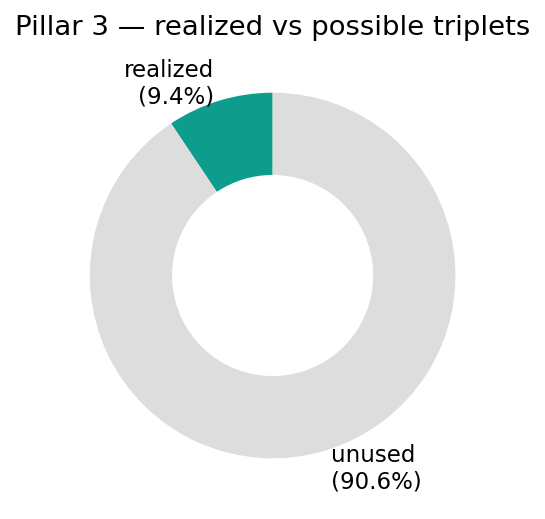 Pillar 3 — realized vs possible triplets
realized
(9.4%)
unused
(90.6%)